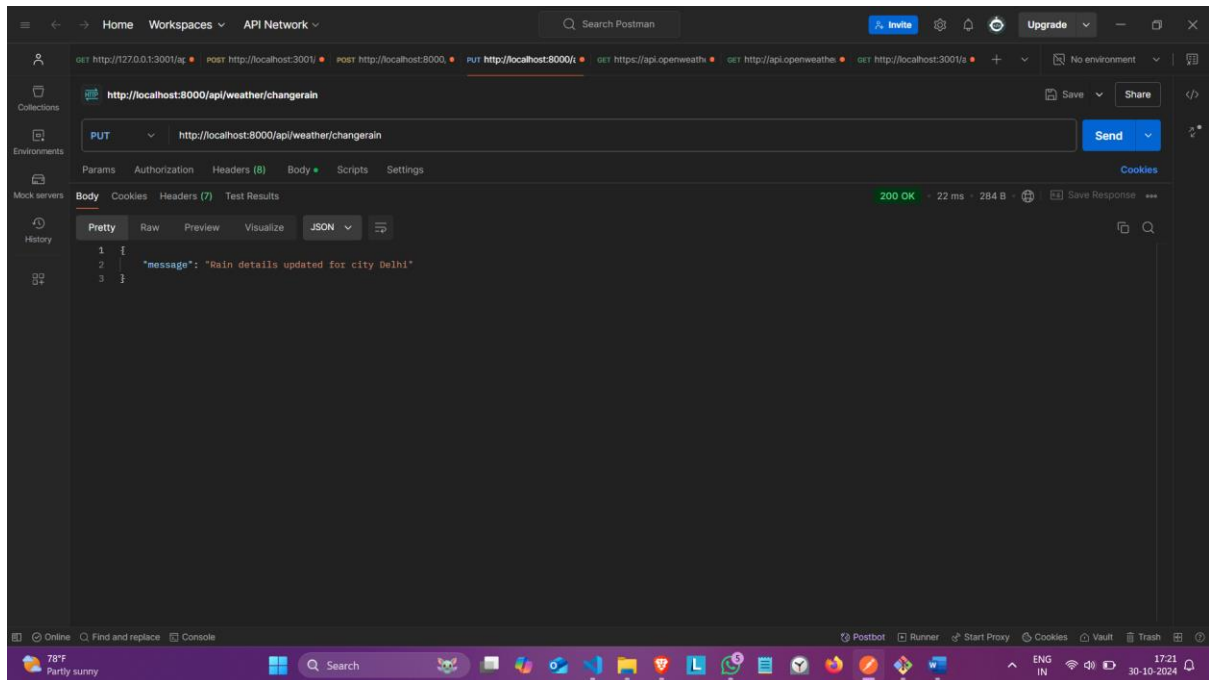 Home Workspaces API Network Search Postman Invite Upgrade
GET http://127.0.0.1:3001/ap POST http://localhost:3001/ POST http://localhost:8000, PUT http://localhost:8000/a GET https://api.openweathe GET http://api.openweather GET http://localhost:3001/a No environment
Collections
http://localhost:8000/api/weather/changerain Save Share
Environments
PUT http://localhost:8000/api/weather/changerain Send
Mock servers
Params Authorization Headers (8) Body Scripts Settings Cookies
History
Body Cookies Headers (7) Test Results 200 OK 22 ms 284 B Save Response
Pretty Raw Preview Visualize JSON
1 {
2 "message": "Rain details updated for city Delhi"
3 }
Online Find and replace Console Postbot Runner Start Proxy Cookies Vault Trash
78°F
Partly sunny
Search
5
ENG
IN
17:21
30-10-2024